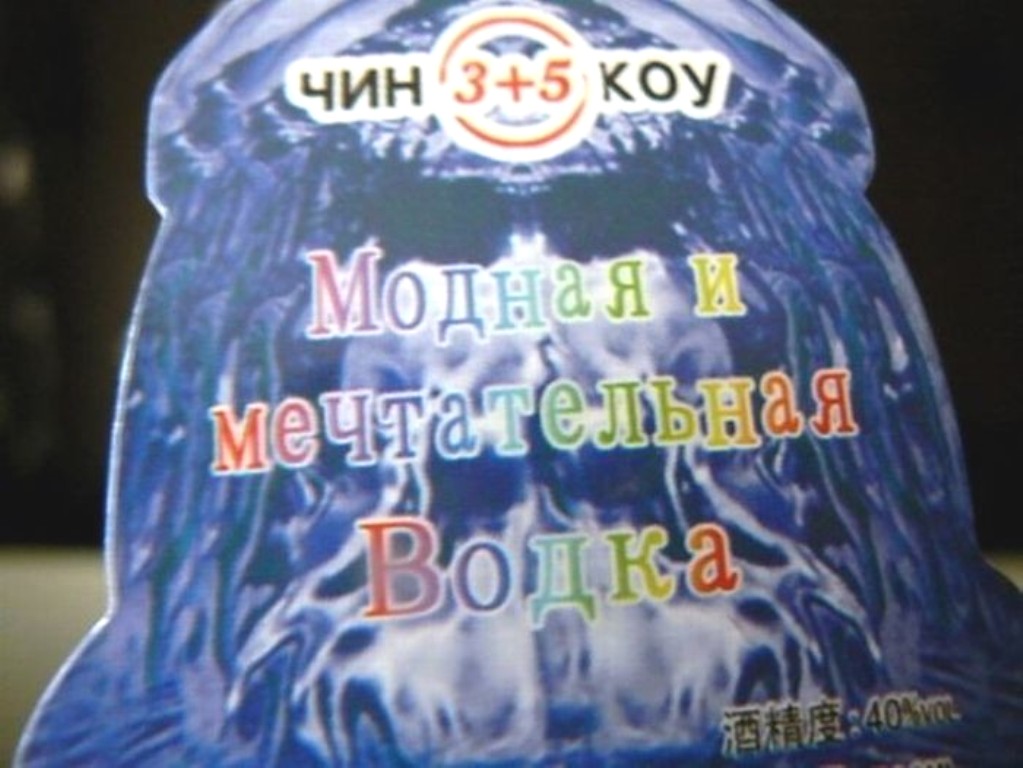 ЧИН 3+5 КОУ
Модная и
мечтательная
Водка
酒精度:40%VOL